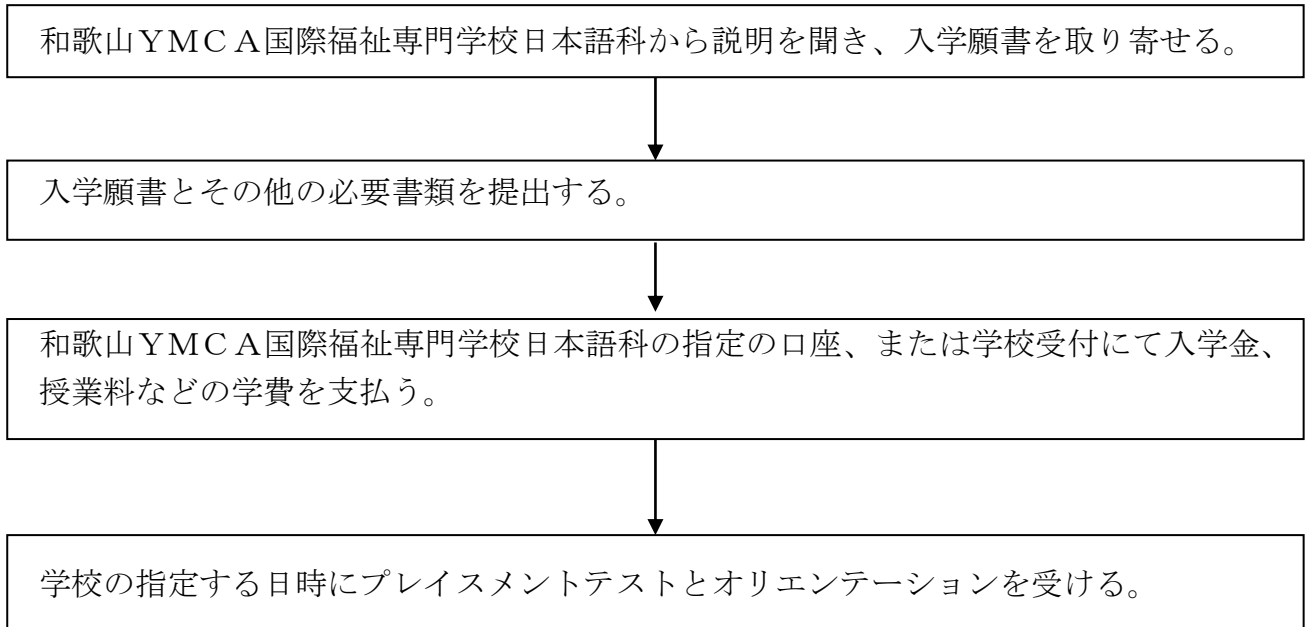 和歌山ＹＭＣＡ国際福祉専門学校日本語科から説明を聞き、入学願書を取り寄せる。
入学願書とその他の必要書類を提出する。
和歌山ＹＭＣＡ国際福祉専門学校日本語科の指定の口座、または学校受付にて入学金、
授業料などの学費を支払う。
学校の指定する日時にプレイスメントテストとオリエンテーションを受ける。